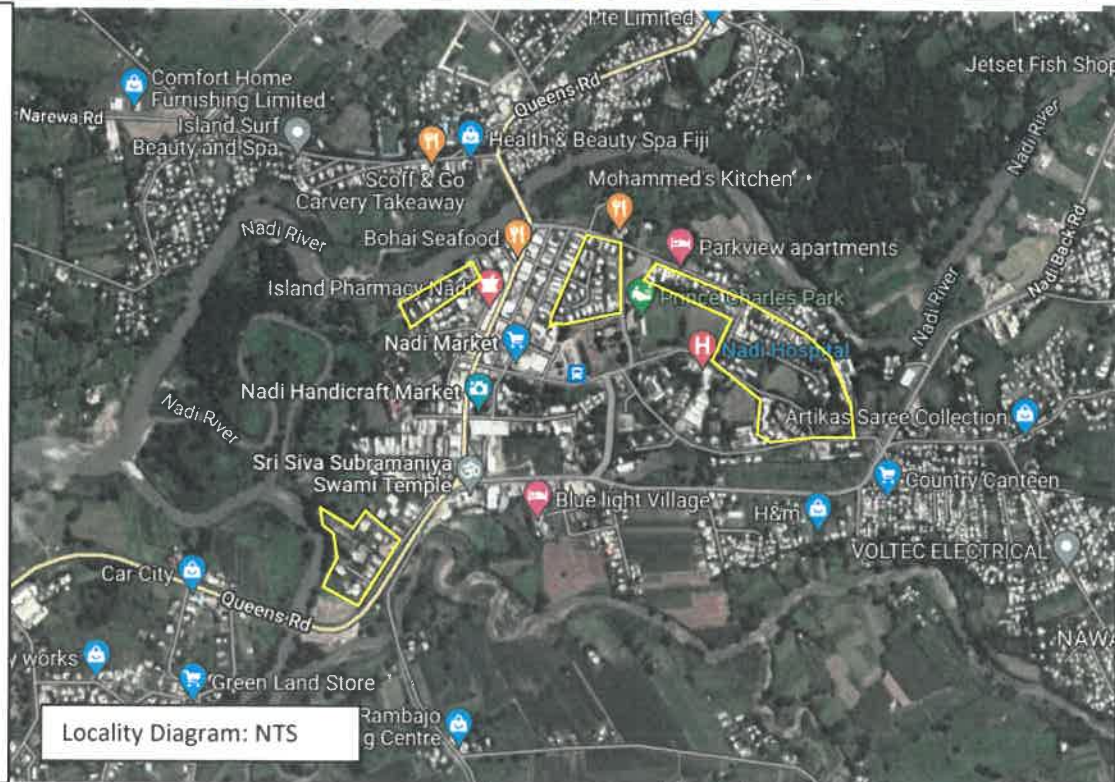 Pte Limited
Jetset Fish Shop
Comfort Home
Furnishing Limited
Narewa Rd
Queens Rd
Island Surf
Beauty and Spa
Health & Beauty Spa Fiji
Nadi River
Scoff & Go
Carvery Takeaway
Mohammed's Kitchen
Nadi River
Bohai Seafood
Parkview apartments
Nadi Back Rd
Nadi River
Island Pharmacy Nadi
Prince Charles Park
Nadi Market
H
Nadi Hospital
Nadi Handicraft Market
Nadi River
Artikas Saree Collection
Sri Siva Subramaniya
Swami Temple
Blue light Village
H&m
Country Canteen
VOLTEC ELECTRICAL
Car City
Queens Rd
NAW
y works
Green Land Store
Rambajo
g Centre
Locality Diagram: NTS